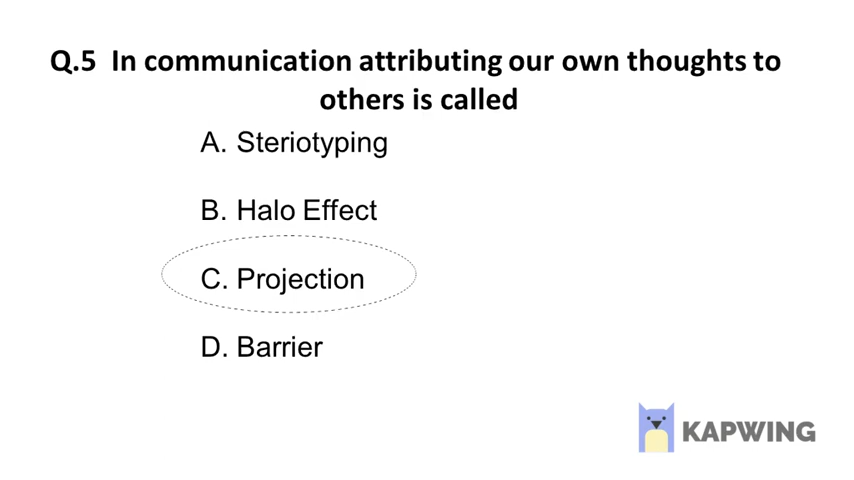 Q.5 In communication attributing our own thoughts to
others is called
A. Steriotyping
B. Halo Effect
C. Projection
D. Barrier
KAPWING